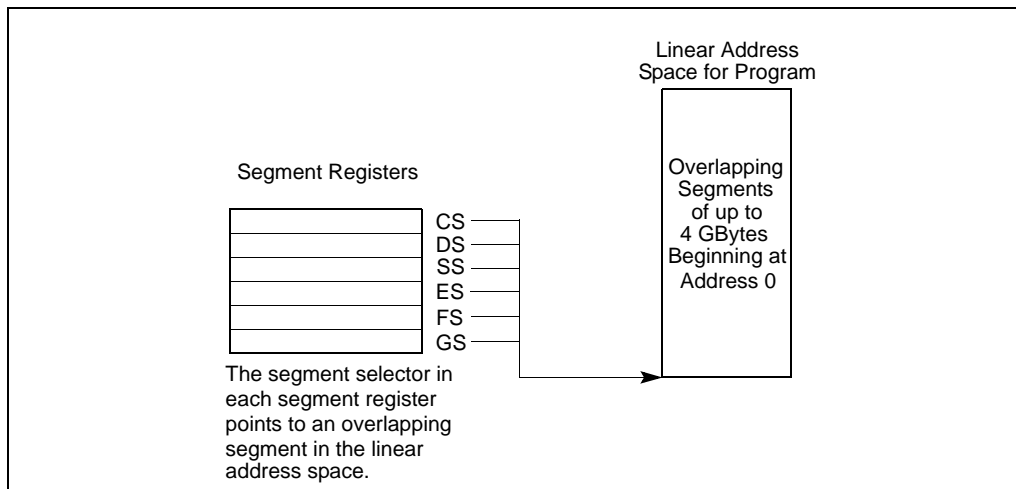 Linear Address
Space for Program
Overlapping
Segments
of up to
4 GBytes
Beginning at
Address 0
Segment Registers
CS
DS
SS
ES
FS
GS
The segment selector in
each segment register
points to an overlapping
segment in the linear
address space.